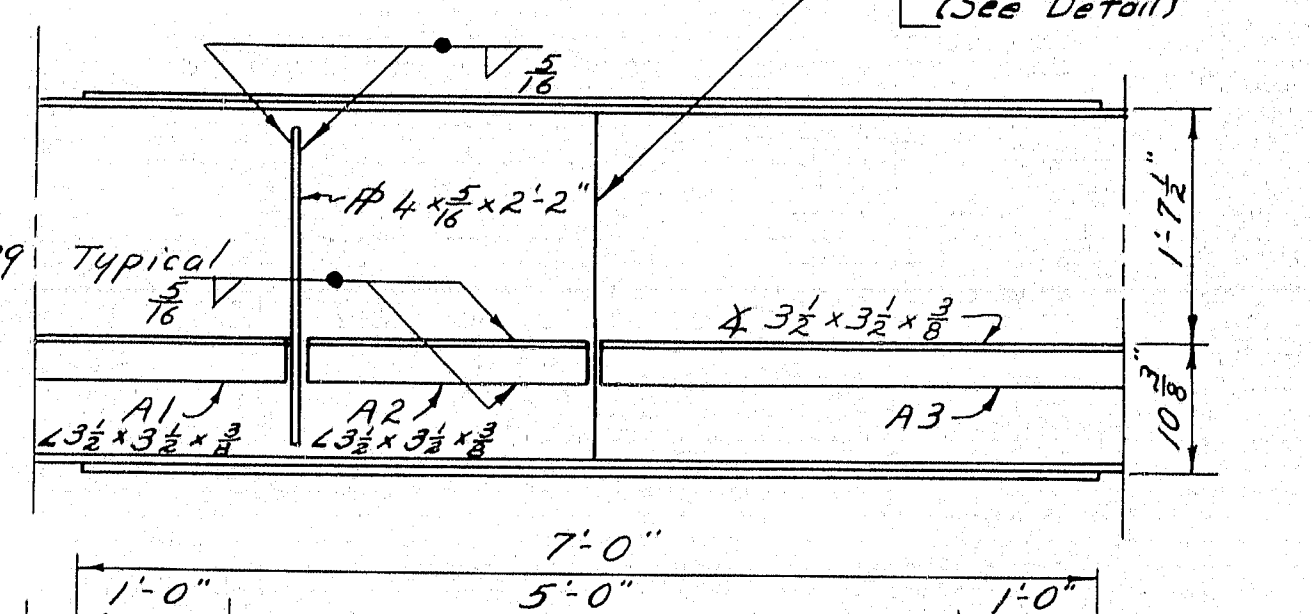 (See Detail)
5/16
1'-7 1/2"
4 x 5/16 x 2'-2"
Typical
5/16
∡ 3 1/2 x 3 1/2 x 3/8
10 3/8"
A1
∠3 1/2 x 3 1/2 x 3/8
A2
∠3 1/2 x 3 1/2 x 3/8
A3
7'-0"
1'-0"
5'-0"
1'-0"